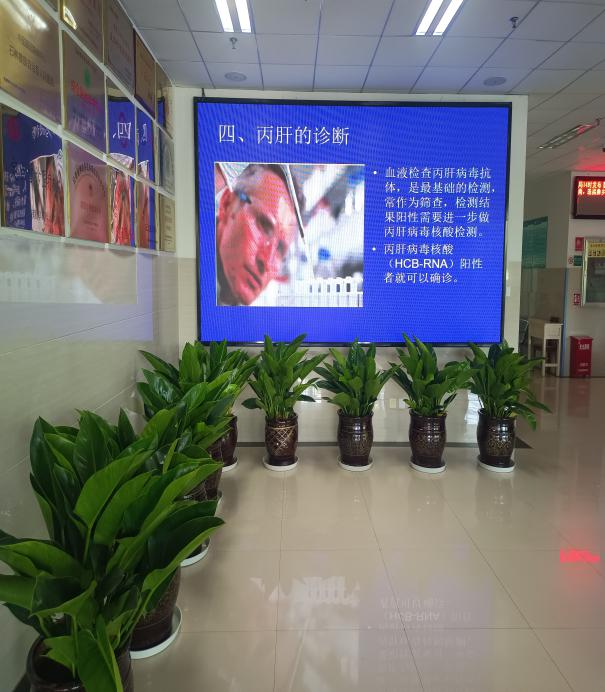 四、丙肝的诊断
• 血液检查丙肝病毒抗
体，是最基础的检测，
常作为筛查，检测结
果阳性需要进一步做
丙肝病毒核酸检测。
• 丙肝病毒核酸
（HCB-RNA）阳性
者就可以确诊。